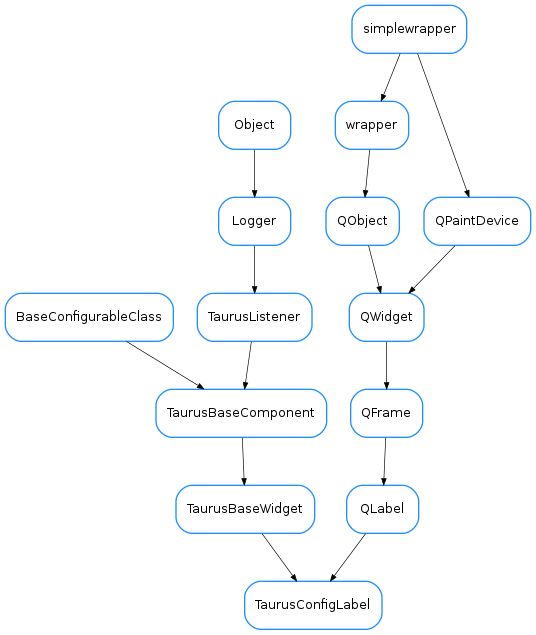 simplewrapper
Object
wrapper
Logger
QObject
QPaintDevice
BaseConfigurableClass
TaurusListener
QWidget
TaurusBaseComponent
QFrame
TaurusBaseWidget
QLabel
TaurusConfigLabel